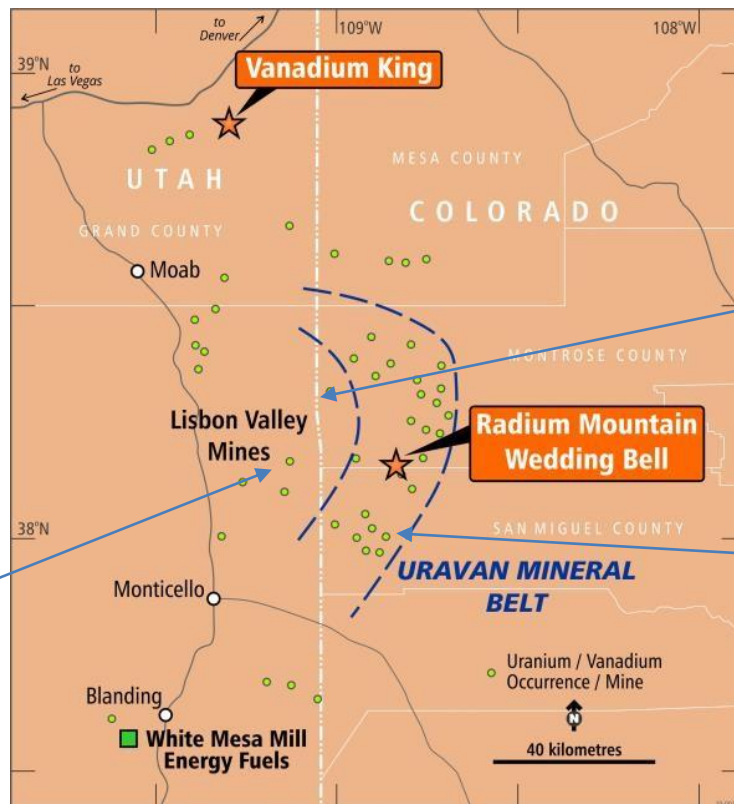 to
Denver
109°W
108°W
39°N
to
Las Vegas
Vanadium King
MESA COUNTY
UTAH
COLORADO
GRAND COUNTY
Moab
MONTROSE COUNTY
Lisbon Valley
Mines
Radium Mountain
Wedding Bell
38°N
SAN MIGUEL COUNTY
URAVAN MINERAL
BELT
Monticello
Uranium / Vanadium
Occurrence / Mine
Blanding
N
White Mesa Mill
Energy Fuels
40 kilometres